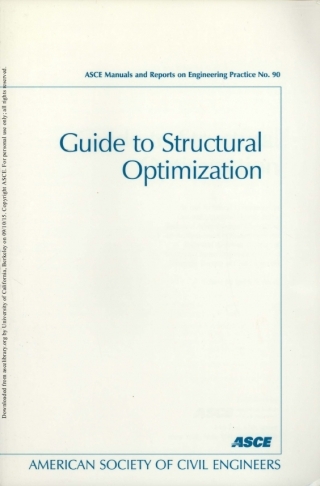 ASCE Manuals and Reports on Engineering Practice No. 90
Guide to Structural
Optimization
ASCE
AMERICAN SOCIETY OF CIVIL ENGINEERS
Downloaded from ascelibrary.org by University of California, Berkeley on 09/10/15. Copyright ASCE. For personal use only; all rights reserved.